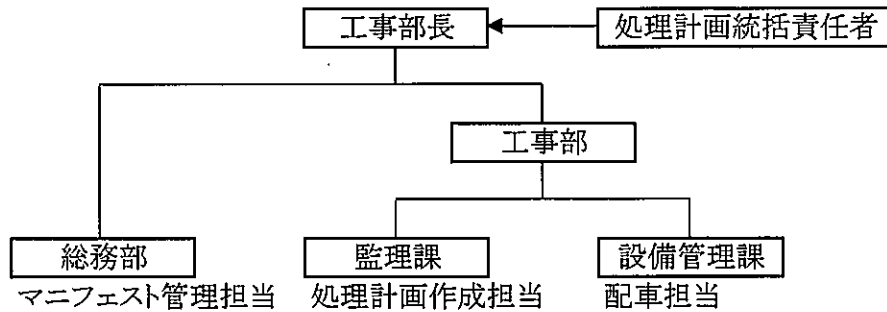 工事部長
処理計画統括責任者
工事部
総務部
監理課
設備管理課
マニフェスト管理担当
処理計画作成担当
配車担当